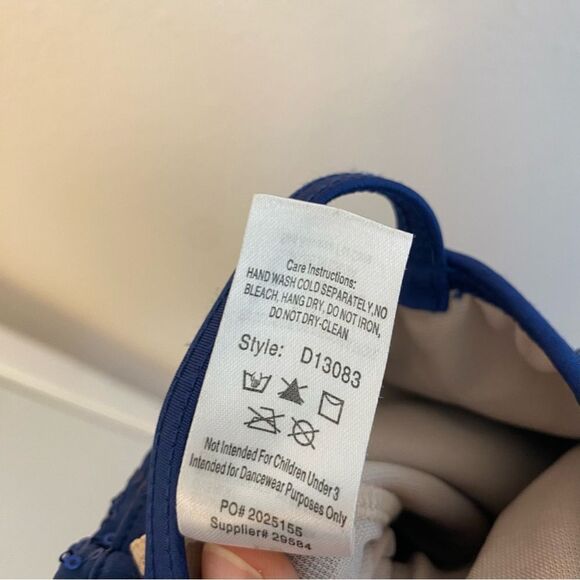 Care Instructions:
HAND WASH COLD SEPARATELY,NO
BLEACH, HANG DRY, DO NOT IRON,
DO NOT DRY-CLEAN
Style: D13083
Not Intended For Children Under 3
Intended for Dancewear Purposes Only
PO# 2025155
Supplier# 29584